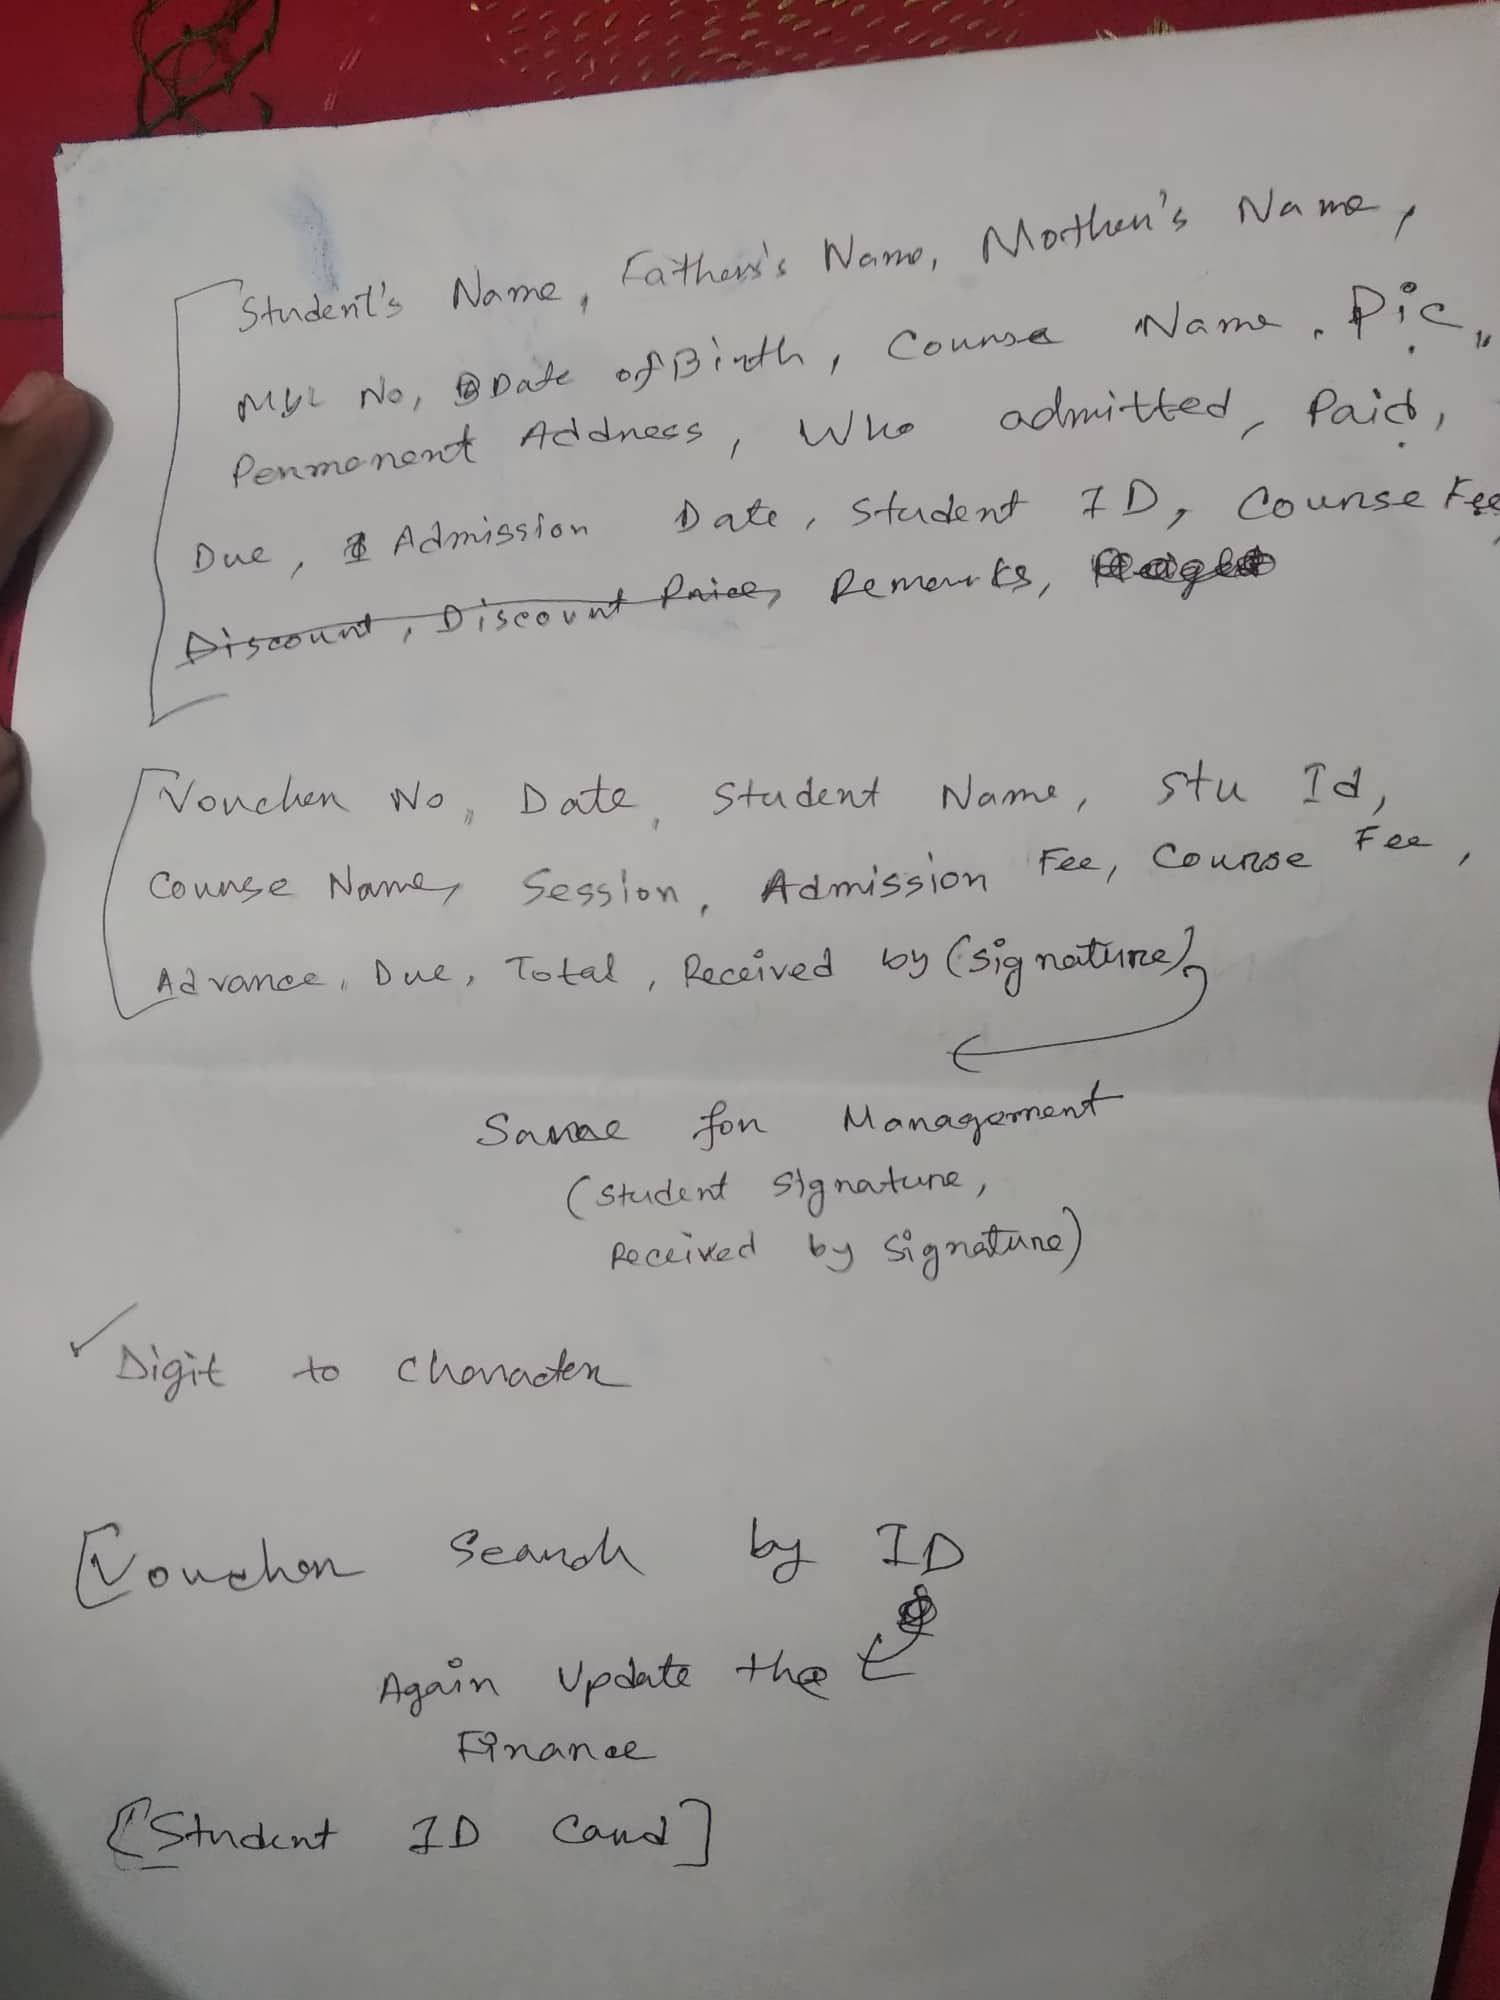 Student's Name, Father's Name, Morther's Name,
No, Date of Birth, Course Name, Pic,
Permanent Address, Who admitted, Paid,
Due, Admission Date, Student ID, Course Fee,
Discount, Discount Price, Remarks,
Voucher No, Date, Student Name, Stu Id,
Course Name, Session, Admission Fee, Course Fee,
Advance, Due, Total, Received by (signature)
Same for Management
(Student signature,
Received by signature)
✓ Digit to Character
[Voucher Search by ID
Again Update the
Finance
[Student ID Card]